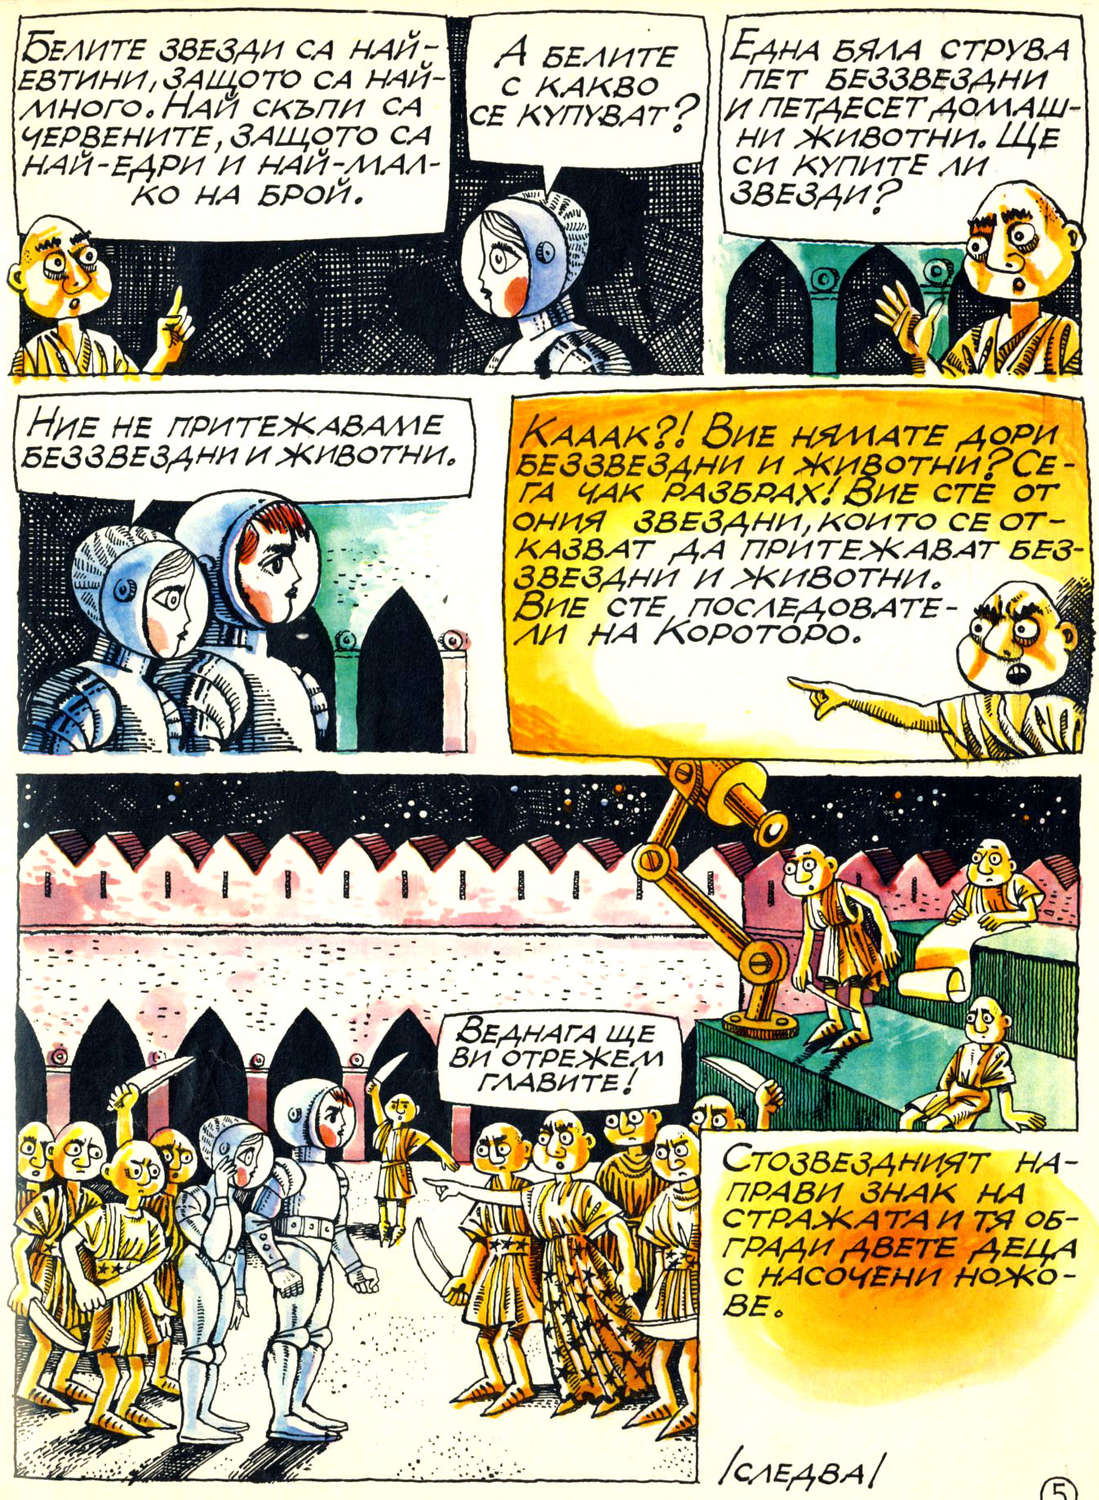 БЕЛИТЕ ЗВЕЗДИ СА НАЙ-
ЕВТИНИ, ЗАЩОТО СА НАЙ-
МНОГО. НАЙ СКЪПИ СА
ЧЕРВЕНИТЕ, ЗАЩОТО СА
НАЙ-ЕДРИ И НАЙ-МАЛ-
КО НА БРОЙ.
А БЕЛИТЕ
С КАКВО
СЕ КУПУВАТ?
ЕДНА БЯЛА СТРУВА
ПЕТ БЕЗЗВЕЗДНИ
И ПЕТДЕСЕТ ДОМАШ-
НИ ЖИВОТНИ. ЩЕ
СИ КУПИТЕ ЛИ
ЗВЕЗДИ?
НИЕ НЕ ПРИТЕЖАВАМЕ
БЕЗЗВЕЗДНИ И ЖИВОТНИ.
КАААК?! ВИЕ НЯМАТЕ ДОРИ
БЕЗЗВЕЗДНИ И ЖИВОТНИ? СЕ-
ГА ЧАК РАЗБРАХ! ВИЕ СТЕ ОТ
ОНИЯ ЗВЕЗДНИ, КОИТО СЕ ОТ-
КАЗВАТ ДА ПРИТЕЖАВАТ БЕЗ-
ЗВЕЗДНИ И ЖИВОТНИ.
ВИЕ СТЕ ПОСЛЕДОВАТЕ-
ЛИ НА КОРОТОРО.
ВЕДНАГА ЩЕ
ВИ ОТРЕЖЕМ
ГЛАВИТЕ!
СТОЗВЕЗДНИЯТ НА-
ПРАВИ ЗНАК НА
СТРАЖАТА И ТЯ ОБ-
ГРАДИ ДВЕТЕ ДЕЦА
С НАСОЧЕНИ НОЖО-
ВЕ.
/СЛЕДВА/
5